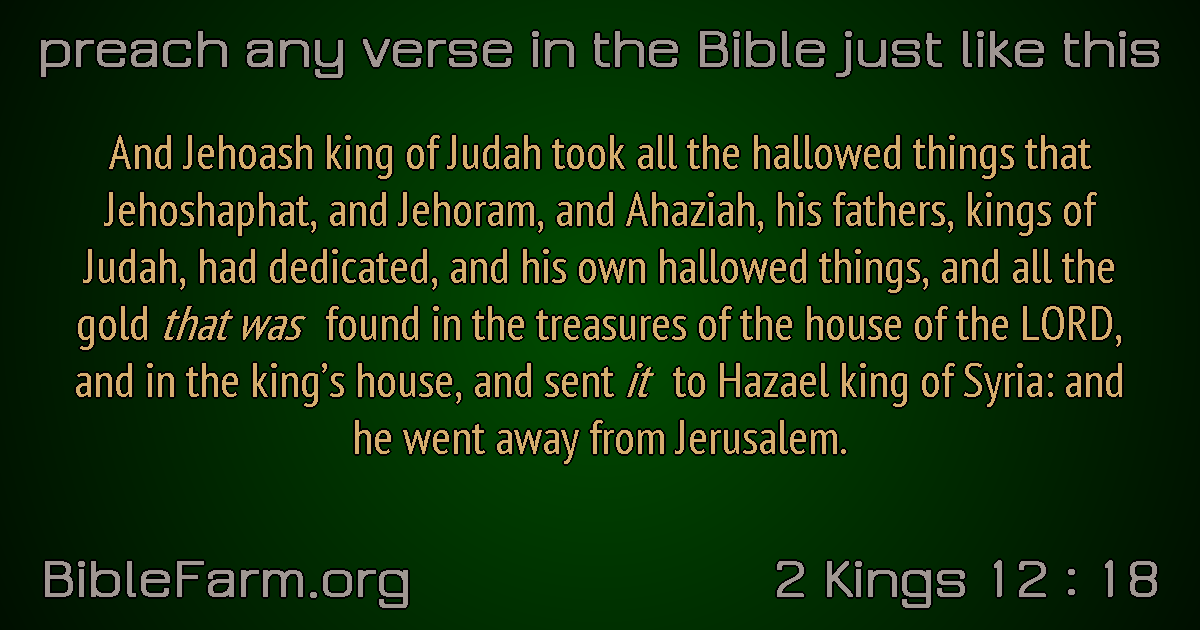 preach any verse in the Bible just like this
And Jehoash king of Judah took all the hallowed things that
Jehoshaphat, and Jehoram, and Ahaziah, his fathers, kings of
Judah, had dedicated, and his own hallowed things, and all the
gold that was found in the treasures of the house of the LORD,
and in the king’s house, and sent it to Hazael king of Syria: and
he went away from Jerusalem.
BibleFarm.org
2 Kings 12 : 18